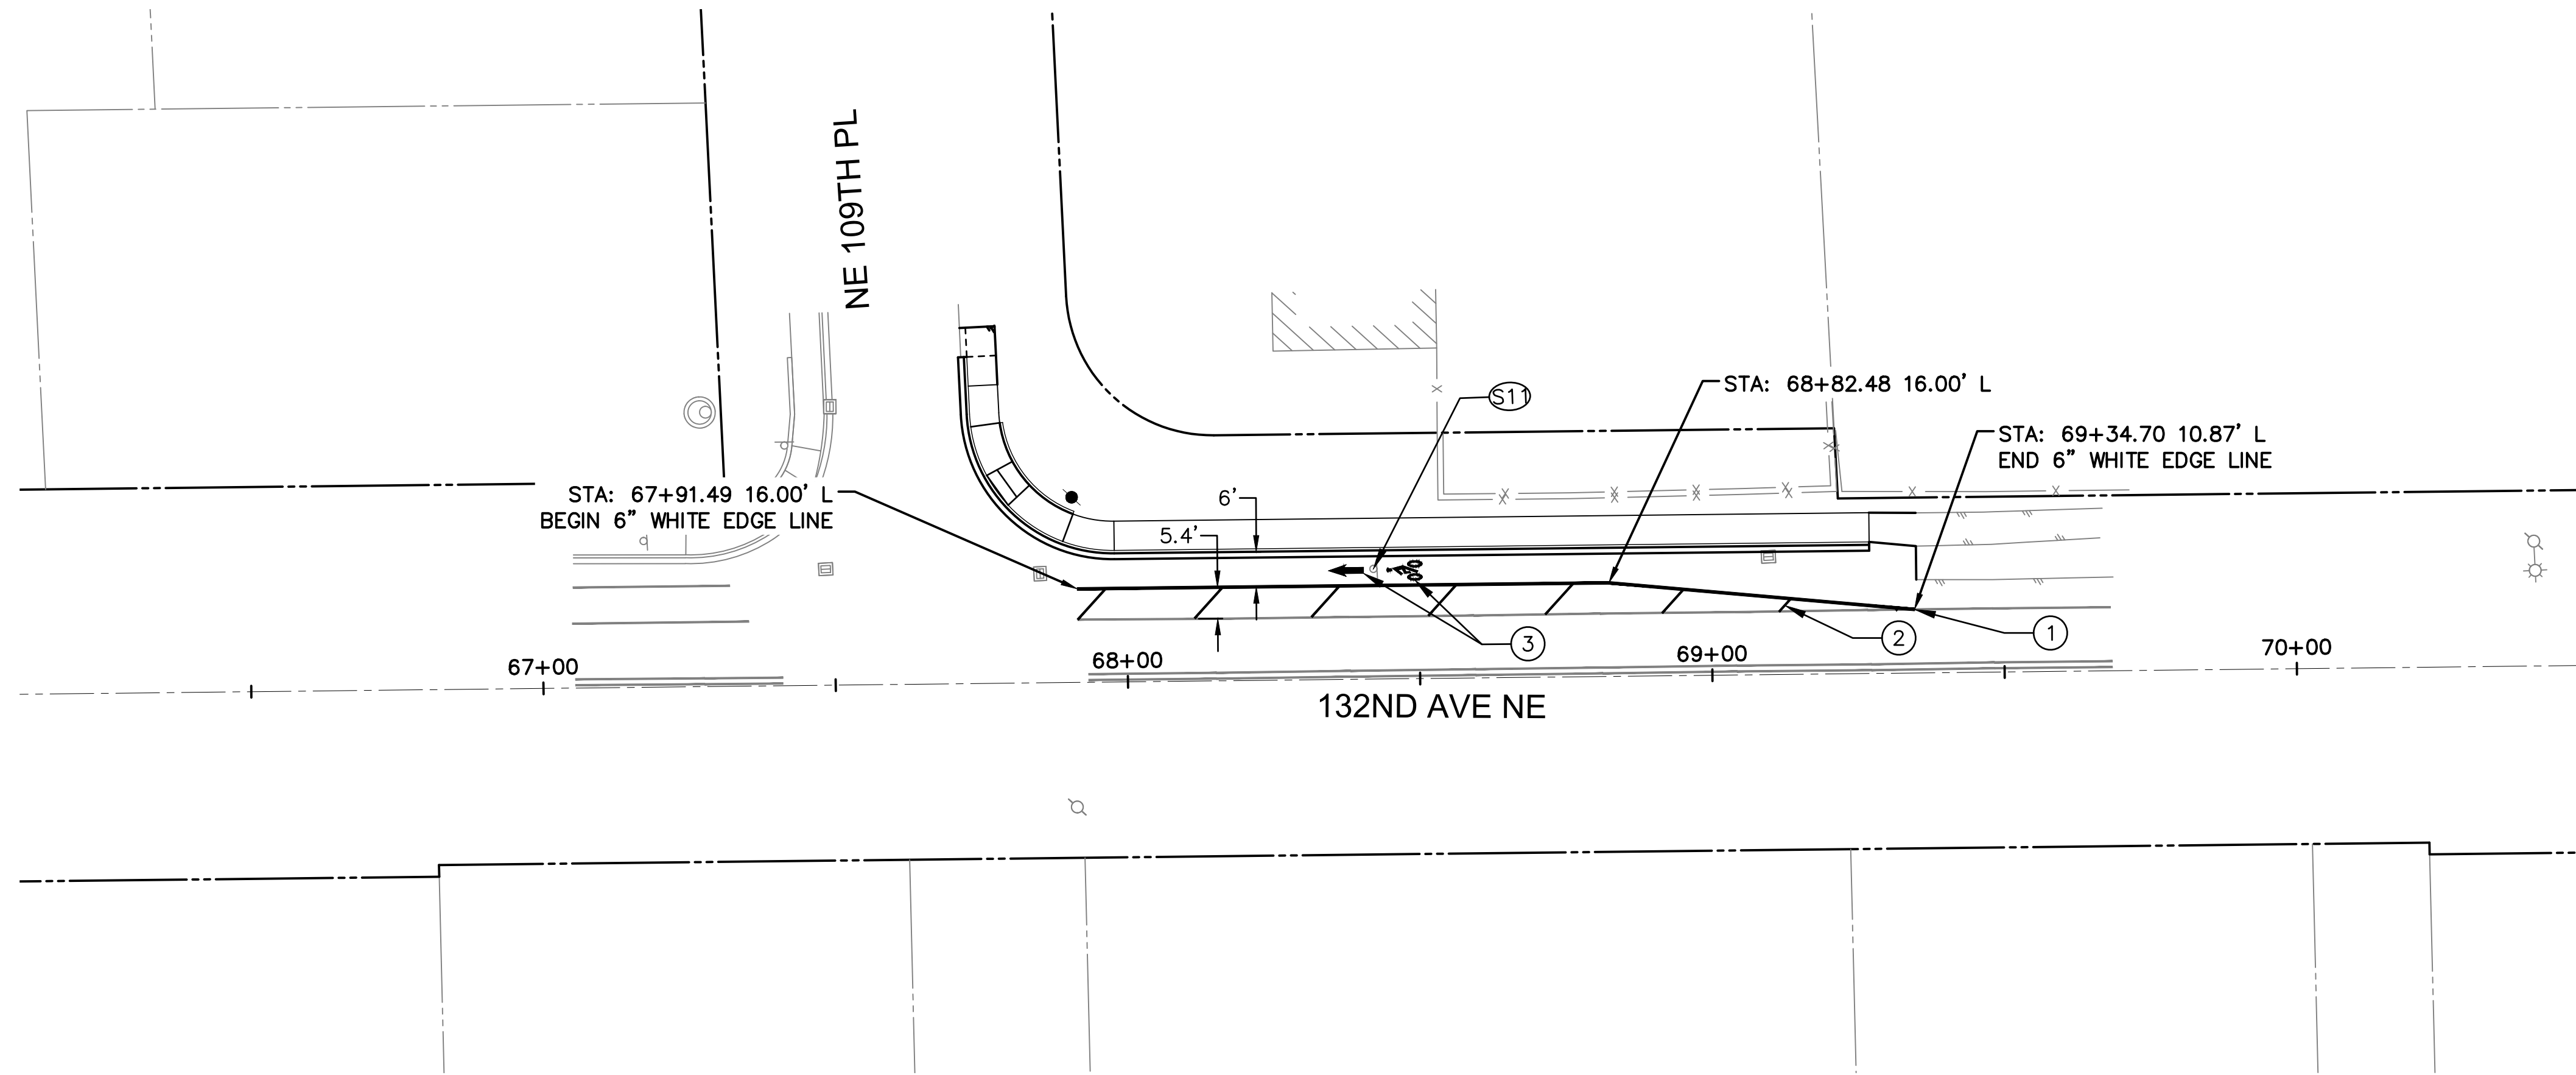 NE 109TH PL
S11
STA: 68+82.48 16.00' L
STA: 69+34.70 10.87' L
END 6" WHITE EDGE LINE
STA: 67+91.49 16.00' L
BEGIN 6" WHITE EDGE LINE
6'
5.4'
3
2
1
67+00
68+00
69+00
70+00
132ND AVE NE